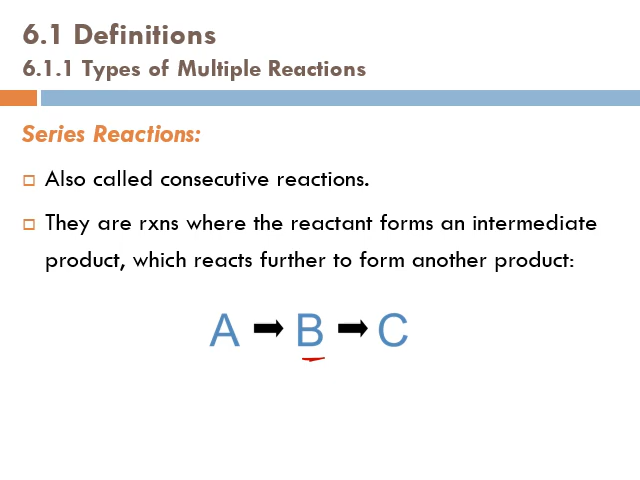 6.1 Definitions
6.1.1 Types of Multiple Reactions
Series Reactions:
Also called consecutive reactions.
They are rxns where the reactant forms an intermediate
product, which reacts further to form another product:
A ➡ B ➡ C